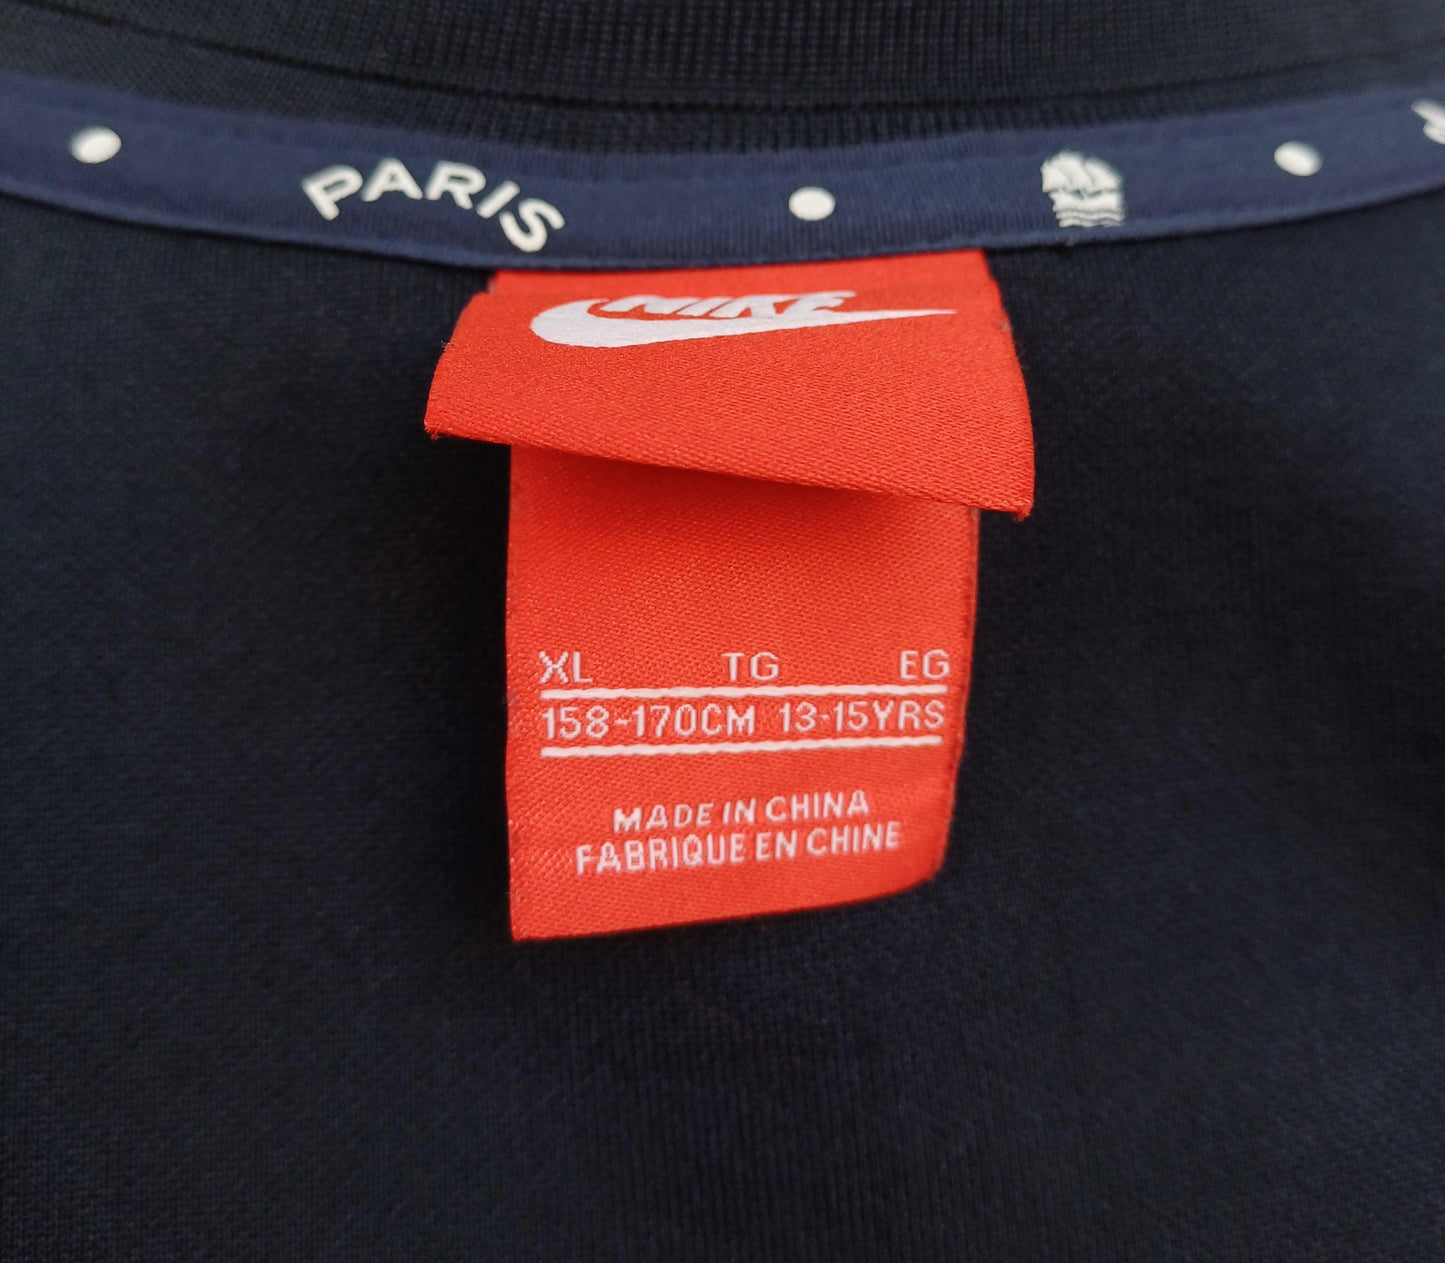 PARIS
NIKE
XL TG EG
158-170CM 13-15YRS
MADE IN CHINA
FABRIQUE EN CHINE